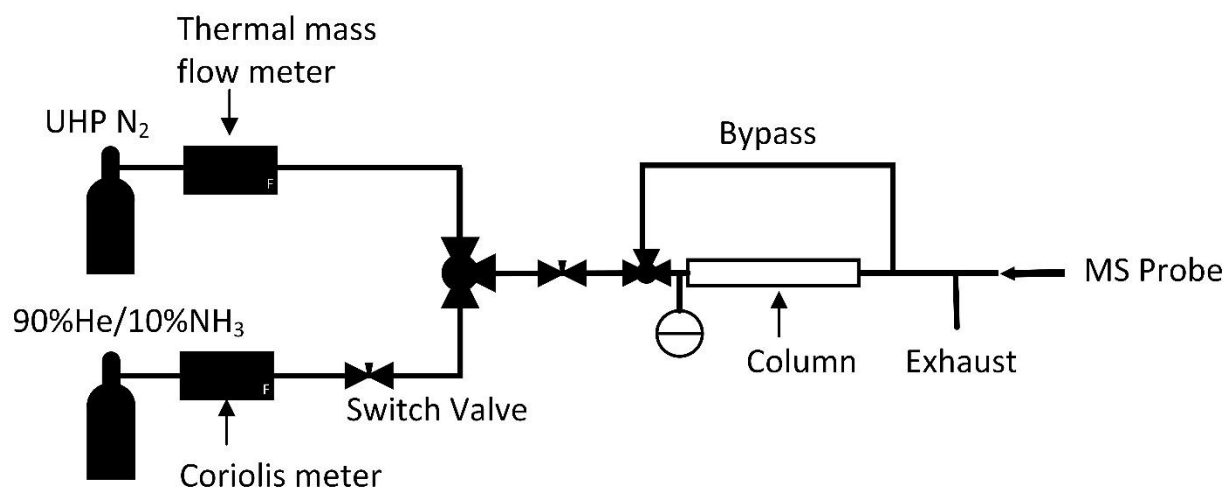 Thermal mass
flow meter
UHP N₂
F
Bypass
MS Probe
90%He/10%NH₃
F
Switch Valve
Column
Exhaust
Coriolis meter